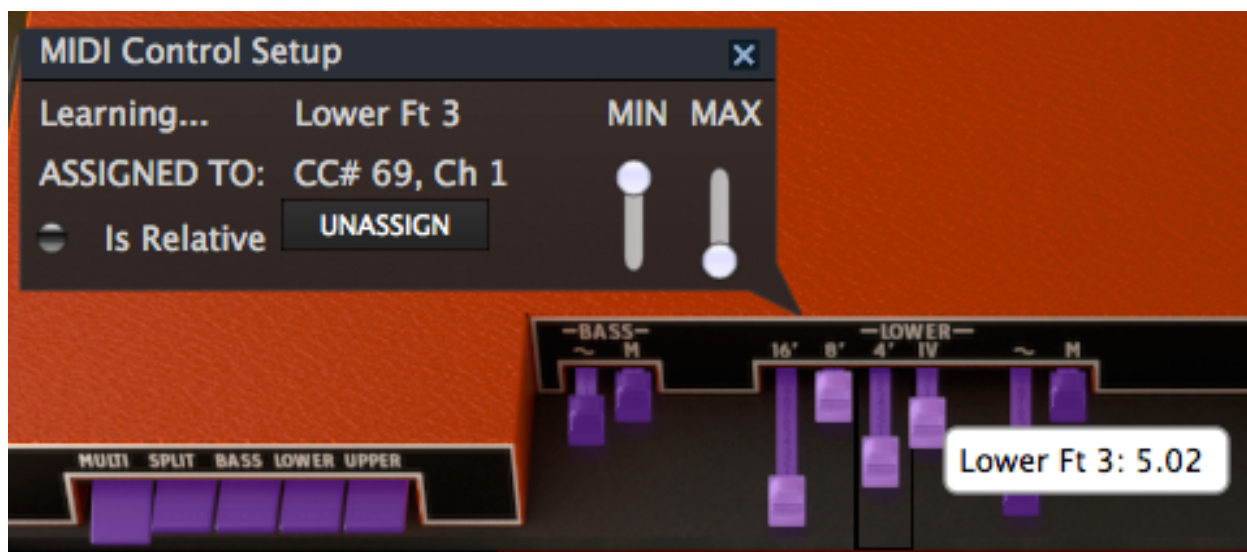 MIDI Control Setup
Learning... Lower Ft 3 MIN MAX
ASSIGNED TO: CC# 69, Ch 1
Is Relative UNASSIGN
BASS LOWER
~ M 16' 8' 4' IV ~ M
Lower Ft 3: 5.02
MULTI SPLIT BASS LOWER UPPER